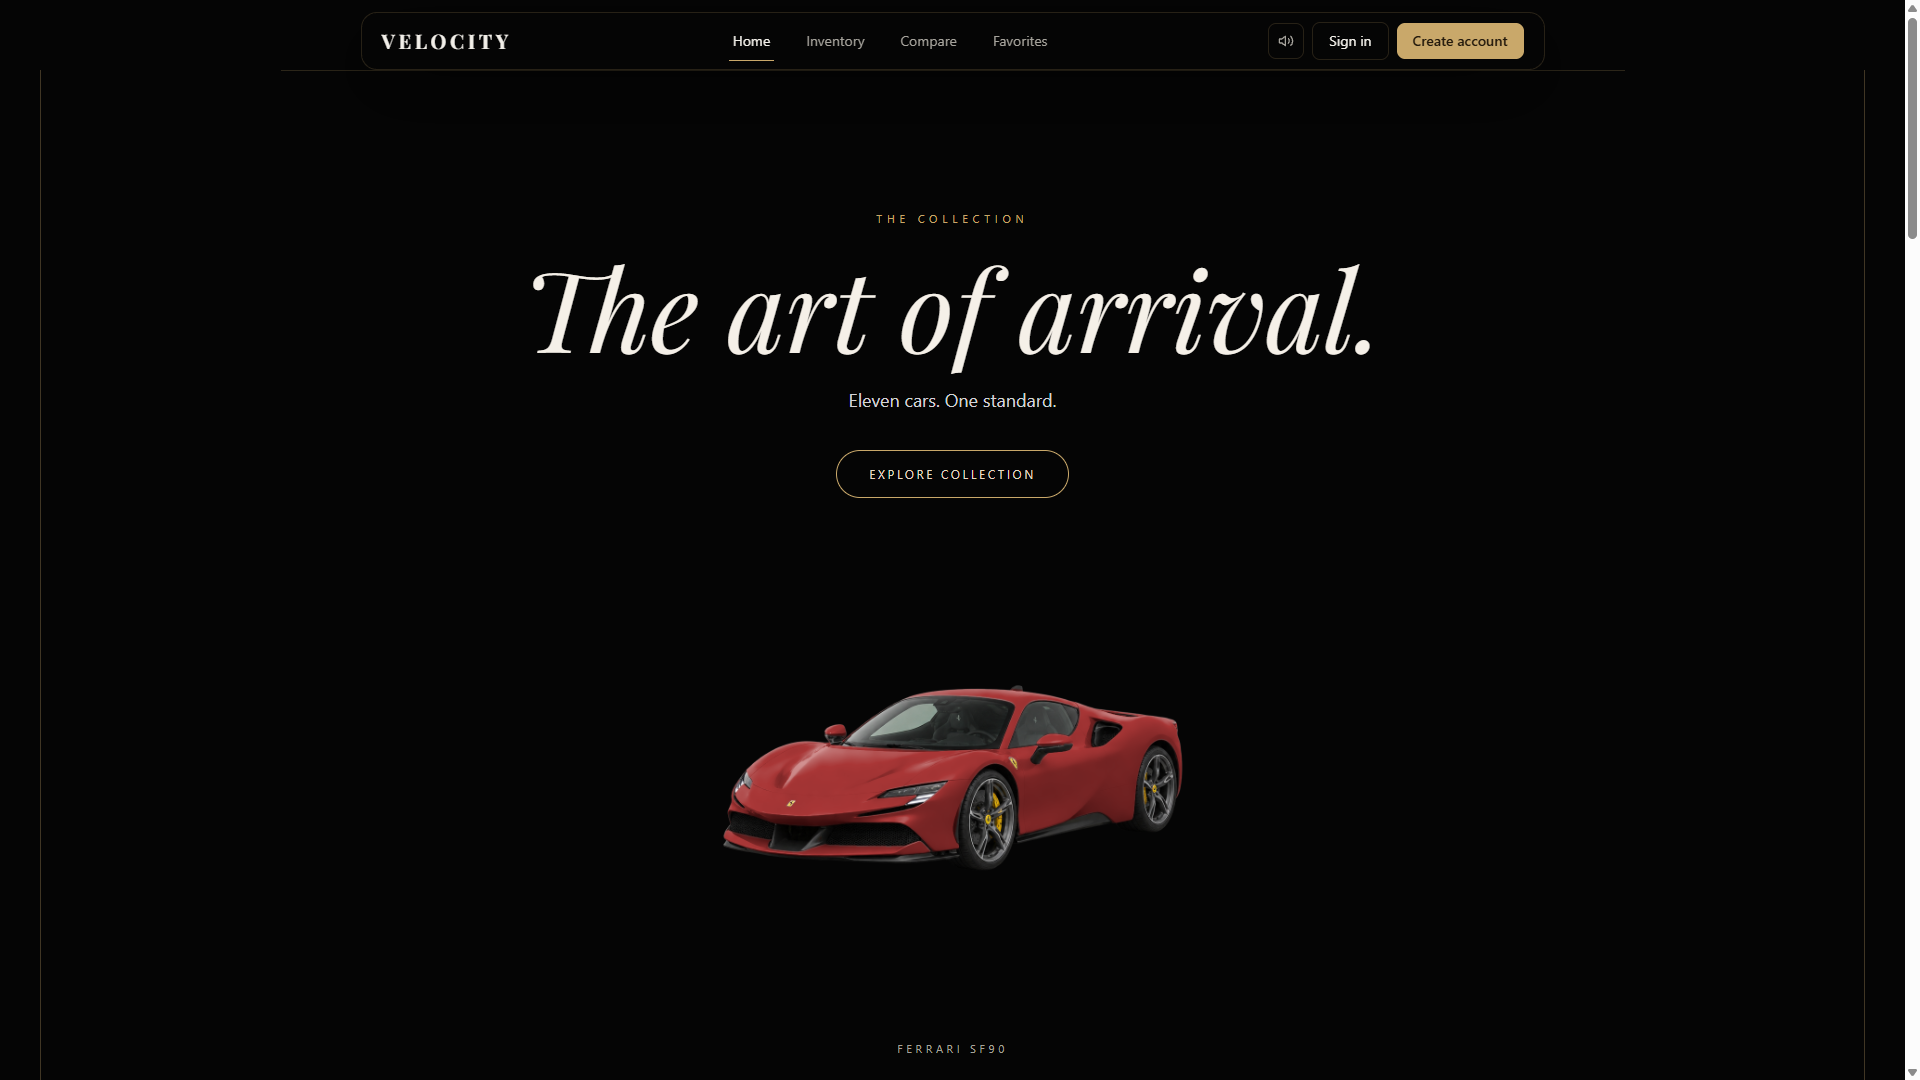 VELOCITY
Home
Inventory
Compare
Favorites
Sign in
Create account
THE COLLECTION
The art of arrival.
Eleven cars. One standard.
EXPLORE COLLECTION
FERRARI SF90